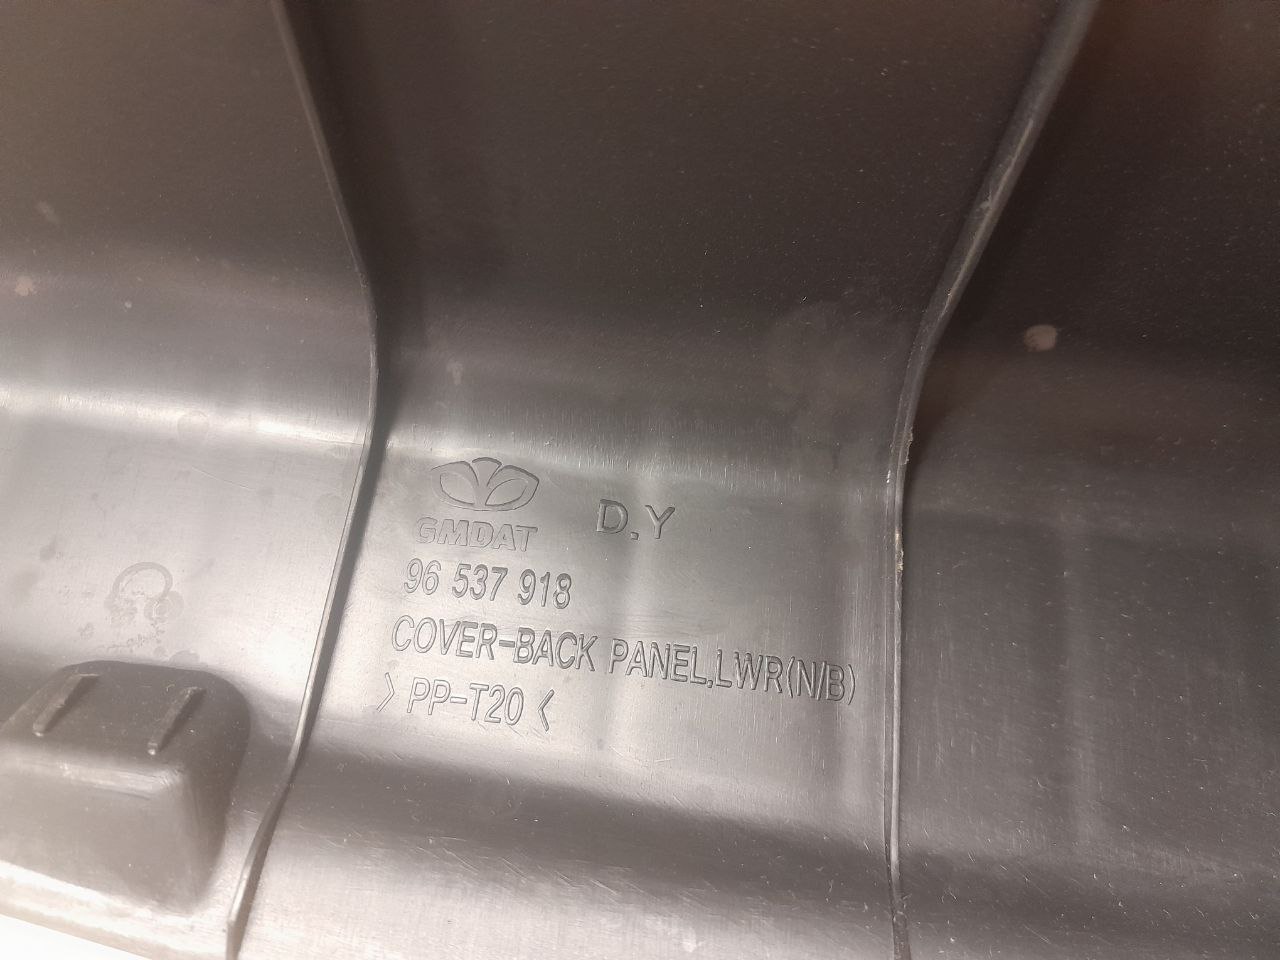 GMDAT D.Y
96 537 918
COVER-BACK PANEL,LWR(N/B)
>PP-T20<